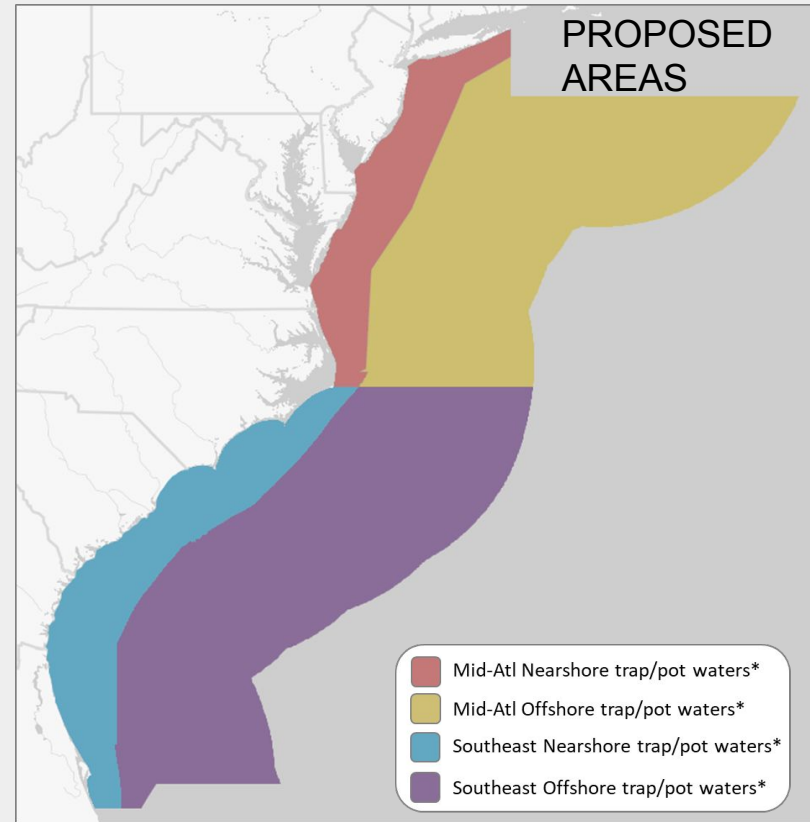 PROPOSED
AREAS
Mid-Atl Nearshore trap/pot waters*
Mid-Atl Offshore trap/pot waters*
Southeast Nearshore trap/pot waters*
Southeast Offshore trap/pot waters*